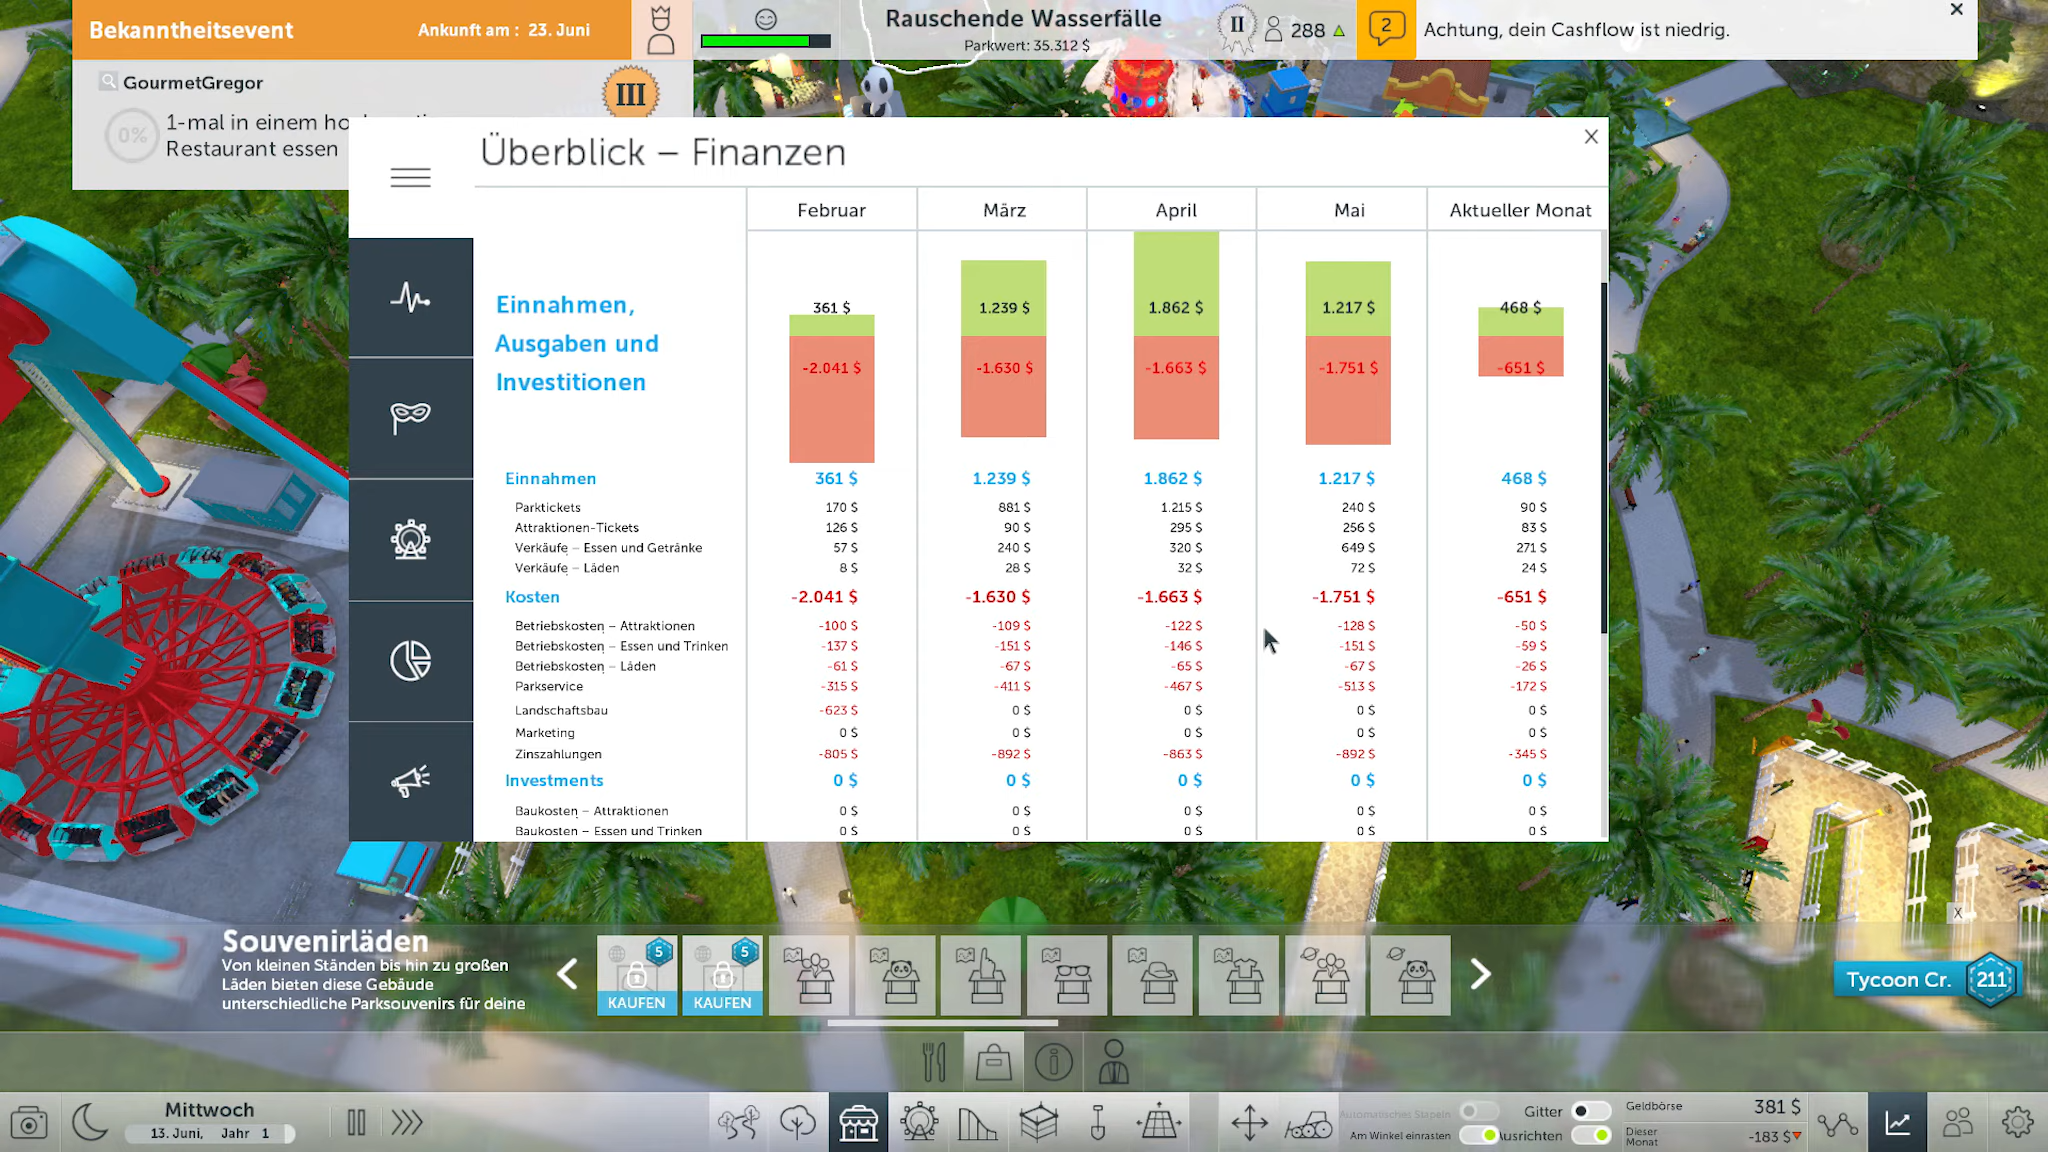 Bekanntheitsevent
Ankunft am : 23. Juni
GourmetGregor
III
0%
1-mal in einem
Restaurant essen
Rauschende Wasserfälle
Parkwert: 35.312 $
II
288
2
Achtung, dein Cashflow ist niedrig.
X
Überblick – Finanzen
X
Februar
März
April
Mai
Aktueller Monat
Einnahmen,
Ausgaben und
Investitionen
361 $
1.239 $
1.862 $
1.217 $
468 $
-2.041 $
-1.630 $
-1.663 $
-1.751 $
-651 $
Einnahmen 361 $ 1.239 $ 1.862 $ 1.217 $ 468 $
Parktickets 170 $ 881 $ 1.215 $ 240 $ 90 $
Attraktionen-Tickets 126 $ 90 $ 295 $ 256 $ 83 $
Verkäufe – Essen und Getränke 57 $ 240 $ 320 $ 649 $ 271 $
Verkäufe – Läden 8 $ 28 $ 32 $ 72 $ 24 $
Kosten -2.041 $ -1.630 $ -1.663 $ -1.751 $ -651 $
Betriebskosten – Attraktionen -100 $ -109 $ -122 $ -128 $ -50 $
Betriebskosten – Essen und Trinken -137 $ -151 $ -146 $ -151 $ -59 $
Betriebskosten – Läden -61 $ -67 $ -65 $ -67 $ -26 $
Parkservice -315 $ -411 $ -467 $ -513 $ -172 $
Landschaftsbau -623 $ 0 $ 0 $ 0 $ 0 $
Marketing 0 $ 0 $ 0 $ 0 $ 0 $
Zinszahlungen -805 $ -892 $ -863 $ -892 $ -345 $
Investments 0 $ 0 $ 0 $ 0 $ 0 $
Baukosten – Attraktionen 0 $ 0 $ 0 $ 0 $ 0 $
Baukosten – Essen und Trinken 0 $ 0 $ 0 $ 0 $ 0 $
Souvenirläden
Von kleinen Ständen bis hin zu großen
Läden bieten diese Gebäude
unterschiedliche Parksouvenirs für deine
5
KAUFEN
5
KAUFEN
X
Tycoon Cr. 211
Mittwoch
13. Juni, Jahr 1
Automatisches Stapeln
Am Winkel einrasten
Gitter
Ausrichten
Geldbörse 381 $
Dieser
Monat
-183 $